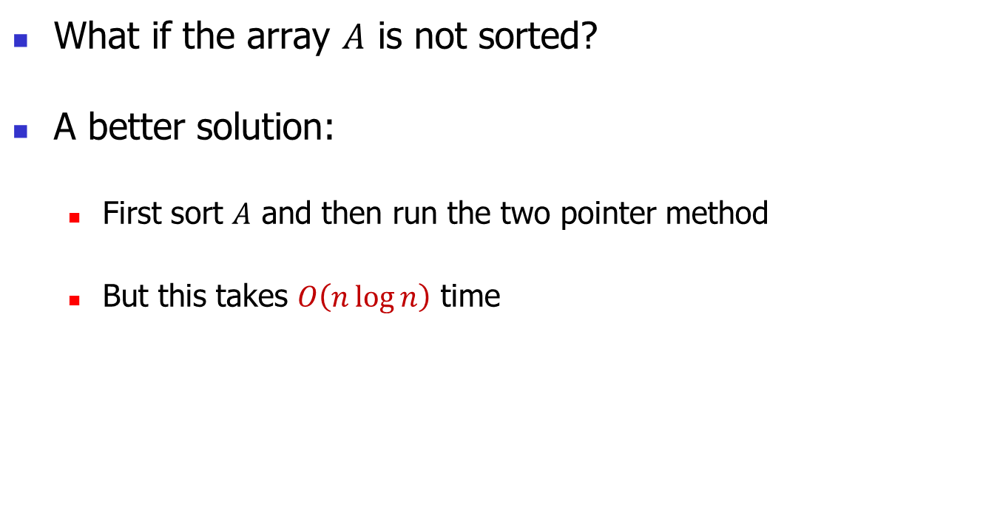 What if the array A is not sorted?
A better solution:
First sort A and then run the two pointer method
But this takes O(n log n) time